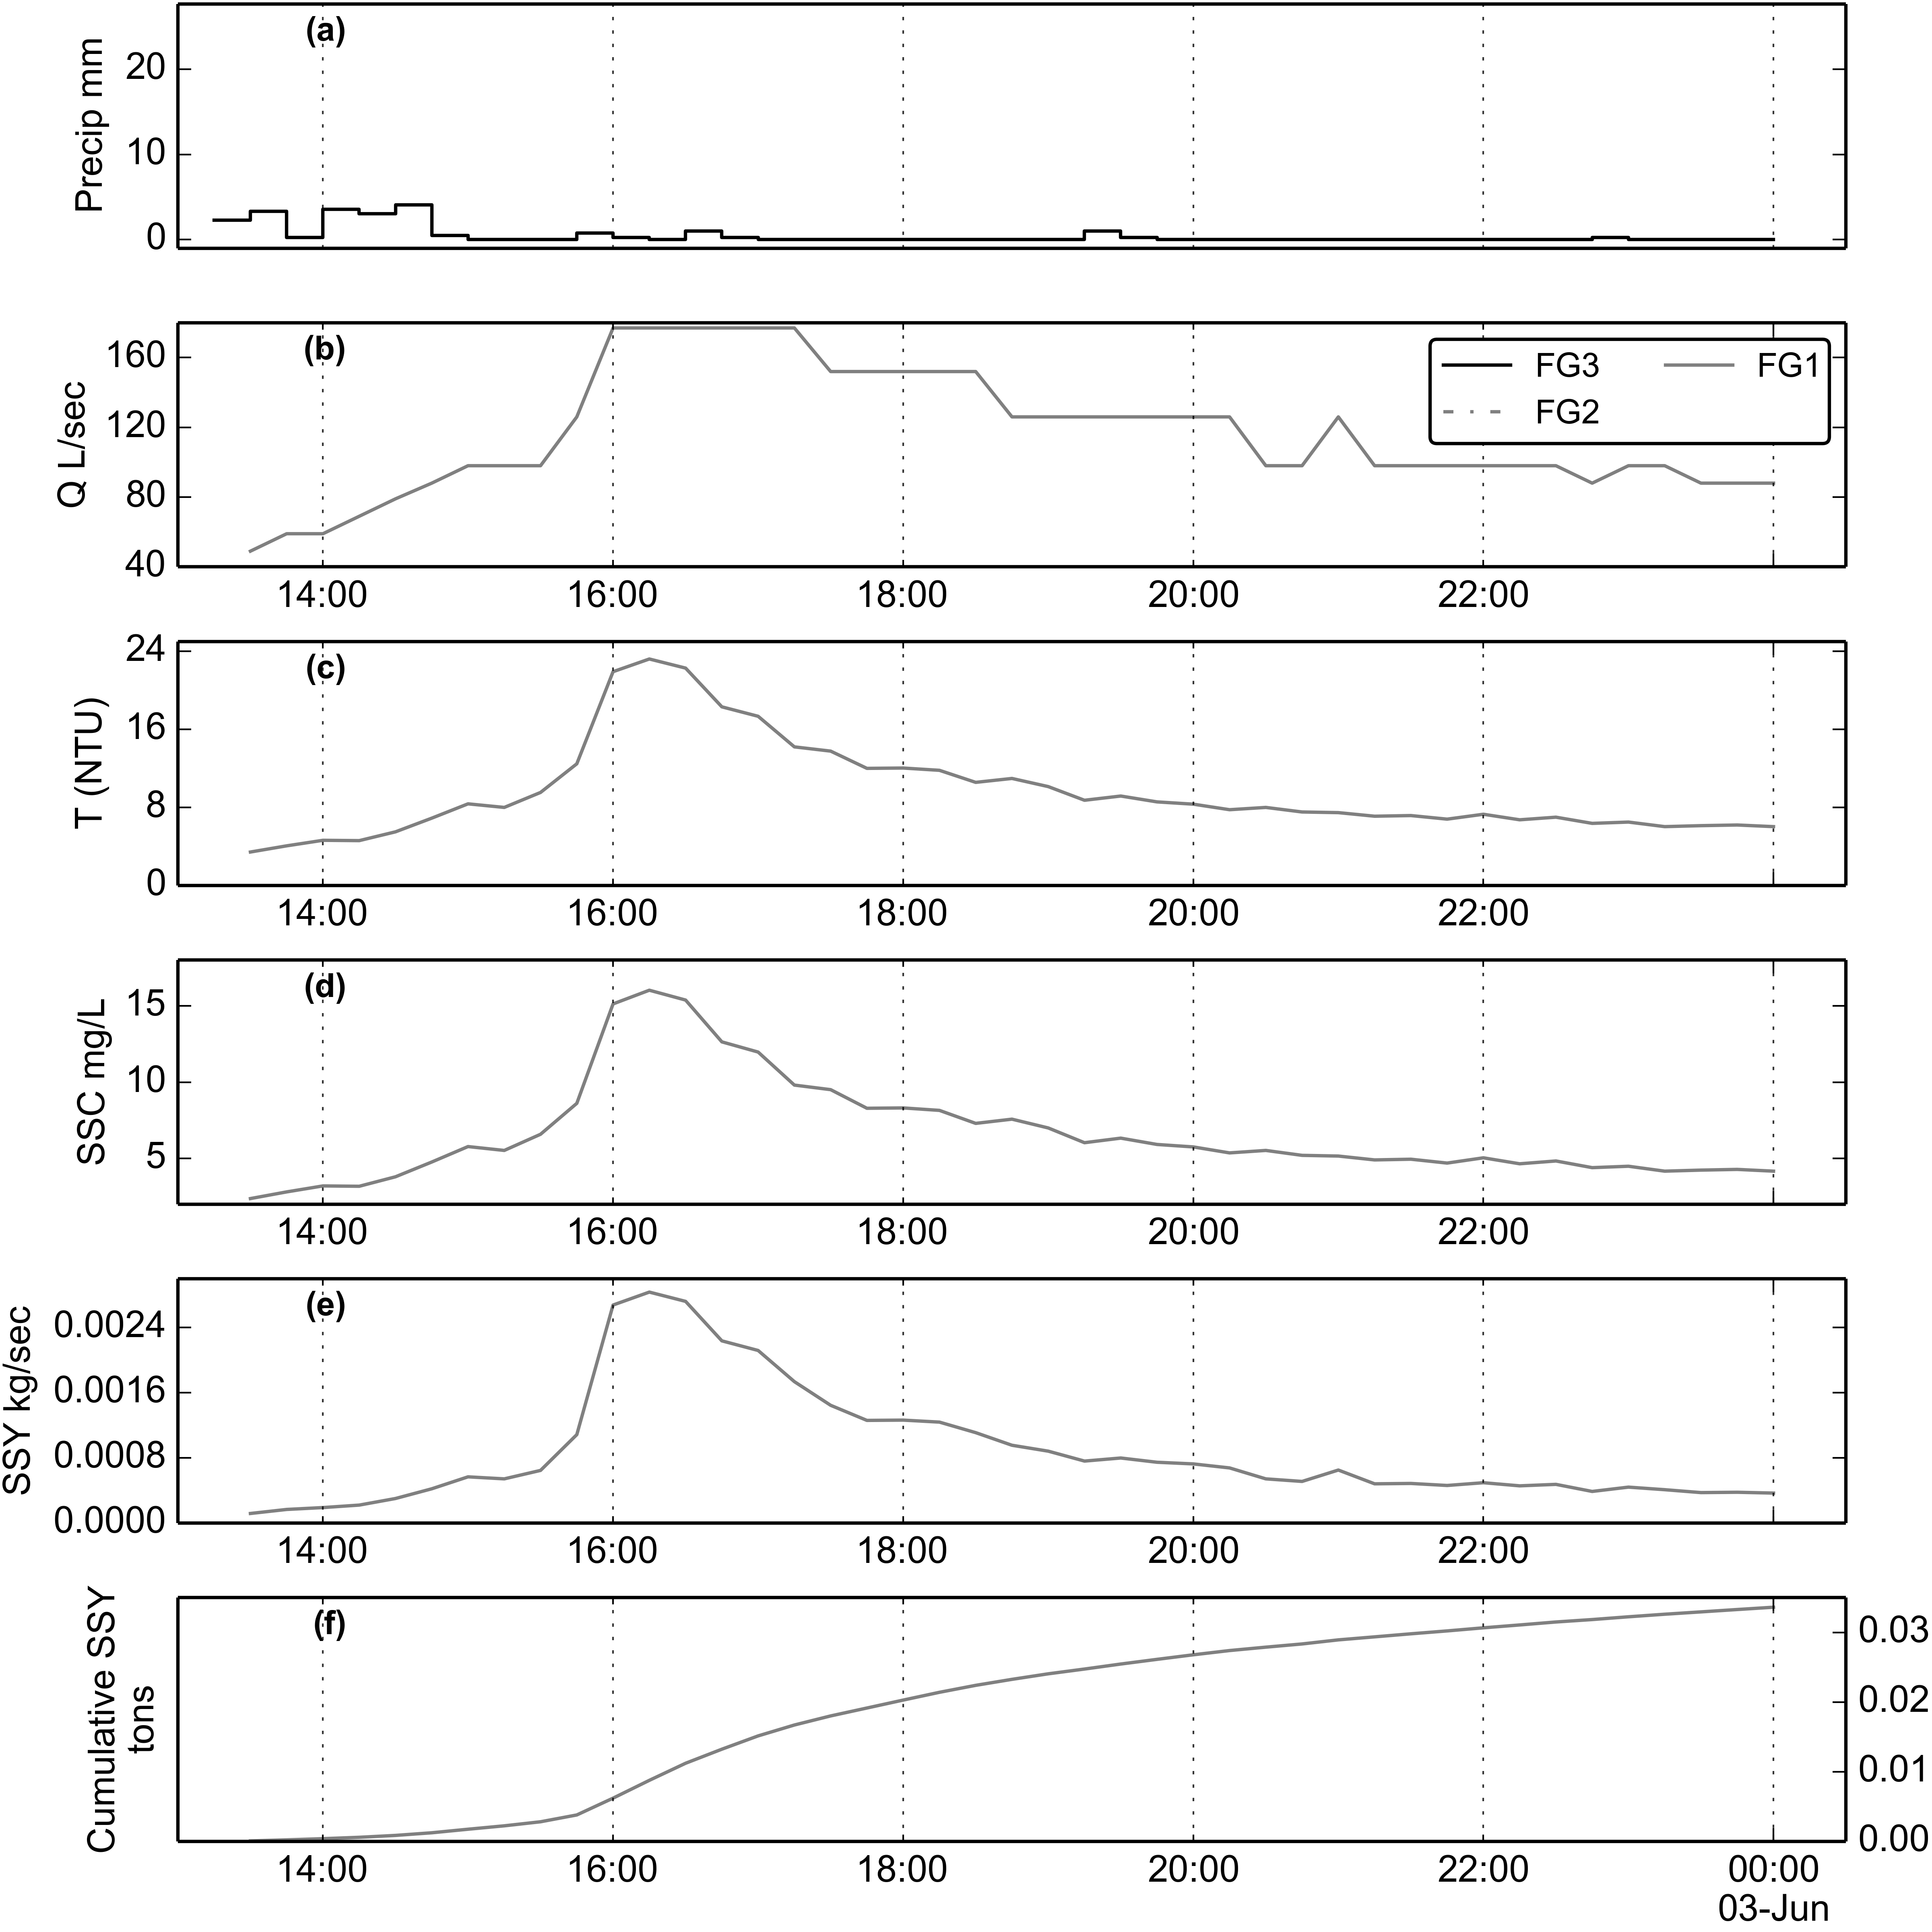 (a)
Precip mm
20
10
0
(b)
Q L/sec
160
120
80
40
FG3 FG1
FG2
14:00 16:00 18:00 20:00 22:00
(c)
T (NTU)
24
16
8
0
14:00 16:00 18:00 20:00 22:00
(d)
SSC mg/L
15
10
5
14:00 16:00 18:00 20:00 22:00
(e)
SSY kg/sec
0.0024
0.0016
0.0008
0.0000
14:00 16:00 18:00 20:00 22:00
(f)
Cumulative SSY
tons
0.03
0.02
0.01
0.00
14:00 16:00 18:00 20:00 22:00 00:00
03-Jun